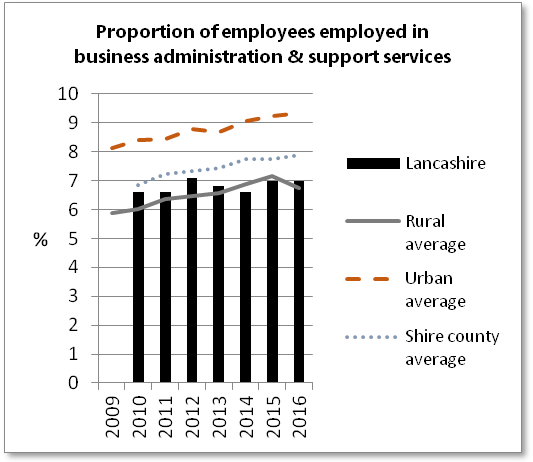 Proportion of employees employed in
business administration & support services
10
9
8
7
6
5
4
3
2
1
0
%
2009
2010
2011
2012
2013
2014
2015
2016
Lancashire
Rural
average
Urban
average
Shire county
average